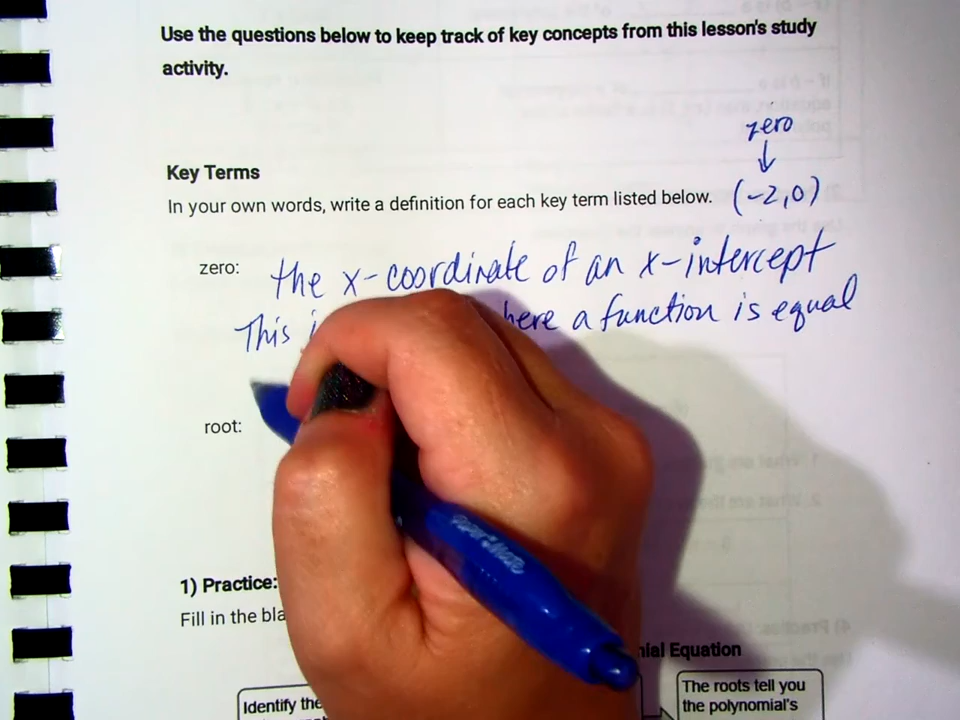 Use the questions below to keep track of key concepts from this lesson's study
activity.
zero
↓
Key Terms
In your own words, write a definition for each key term listed below. (-2,0)
zero: the x-coordinate of an x-intercept
This function is equal
root:
Paper Mate
1) Practice:
Fill in the
Equation
Identify the
The roots tell you
the polynomial's